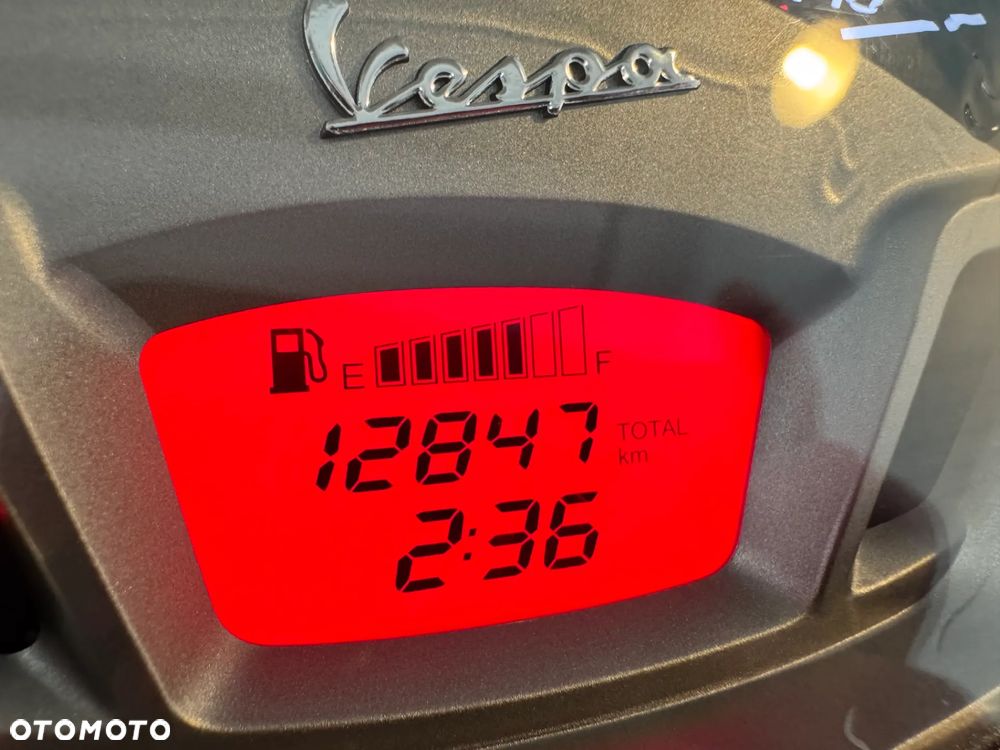 Vespa
E F
12847 TOTAL km
2:36
OTOMOTO